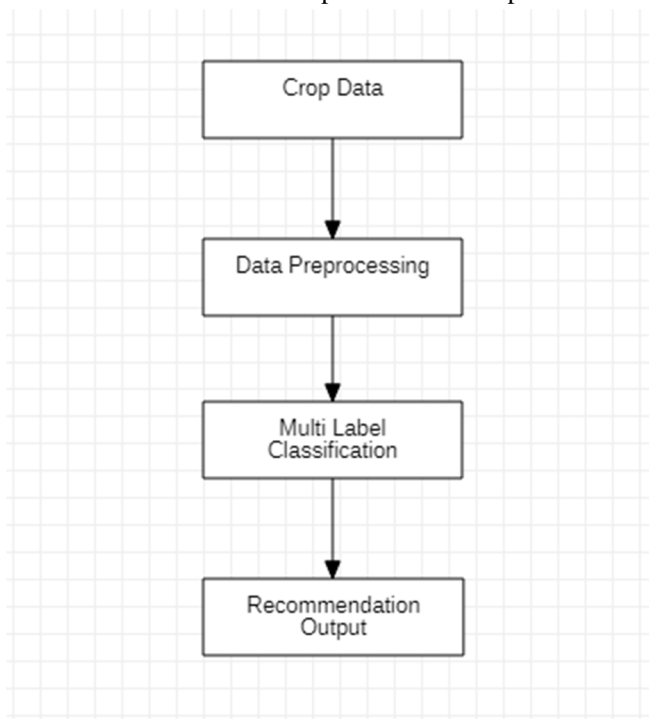 Crop Data
Data Preprocessing
Multi Label
Classification
Recommendation
Output